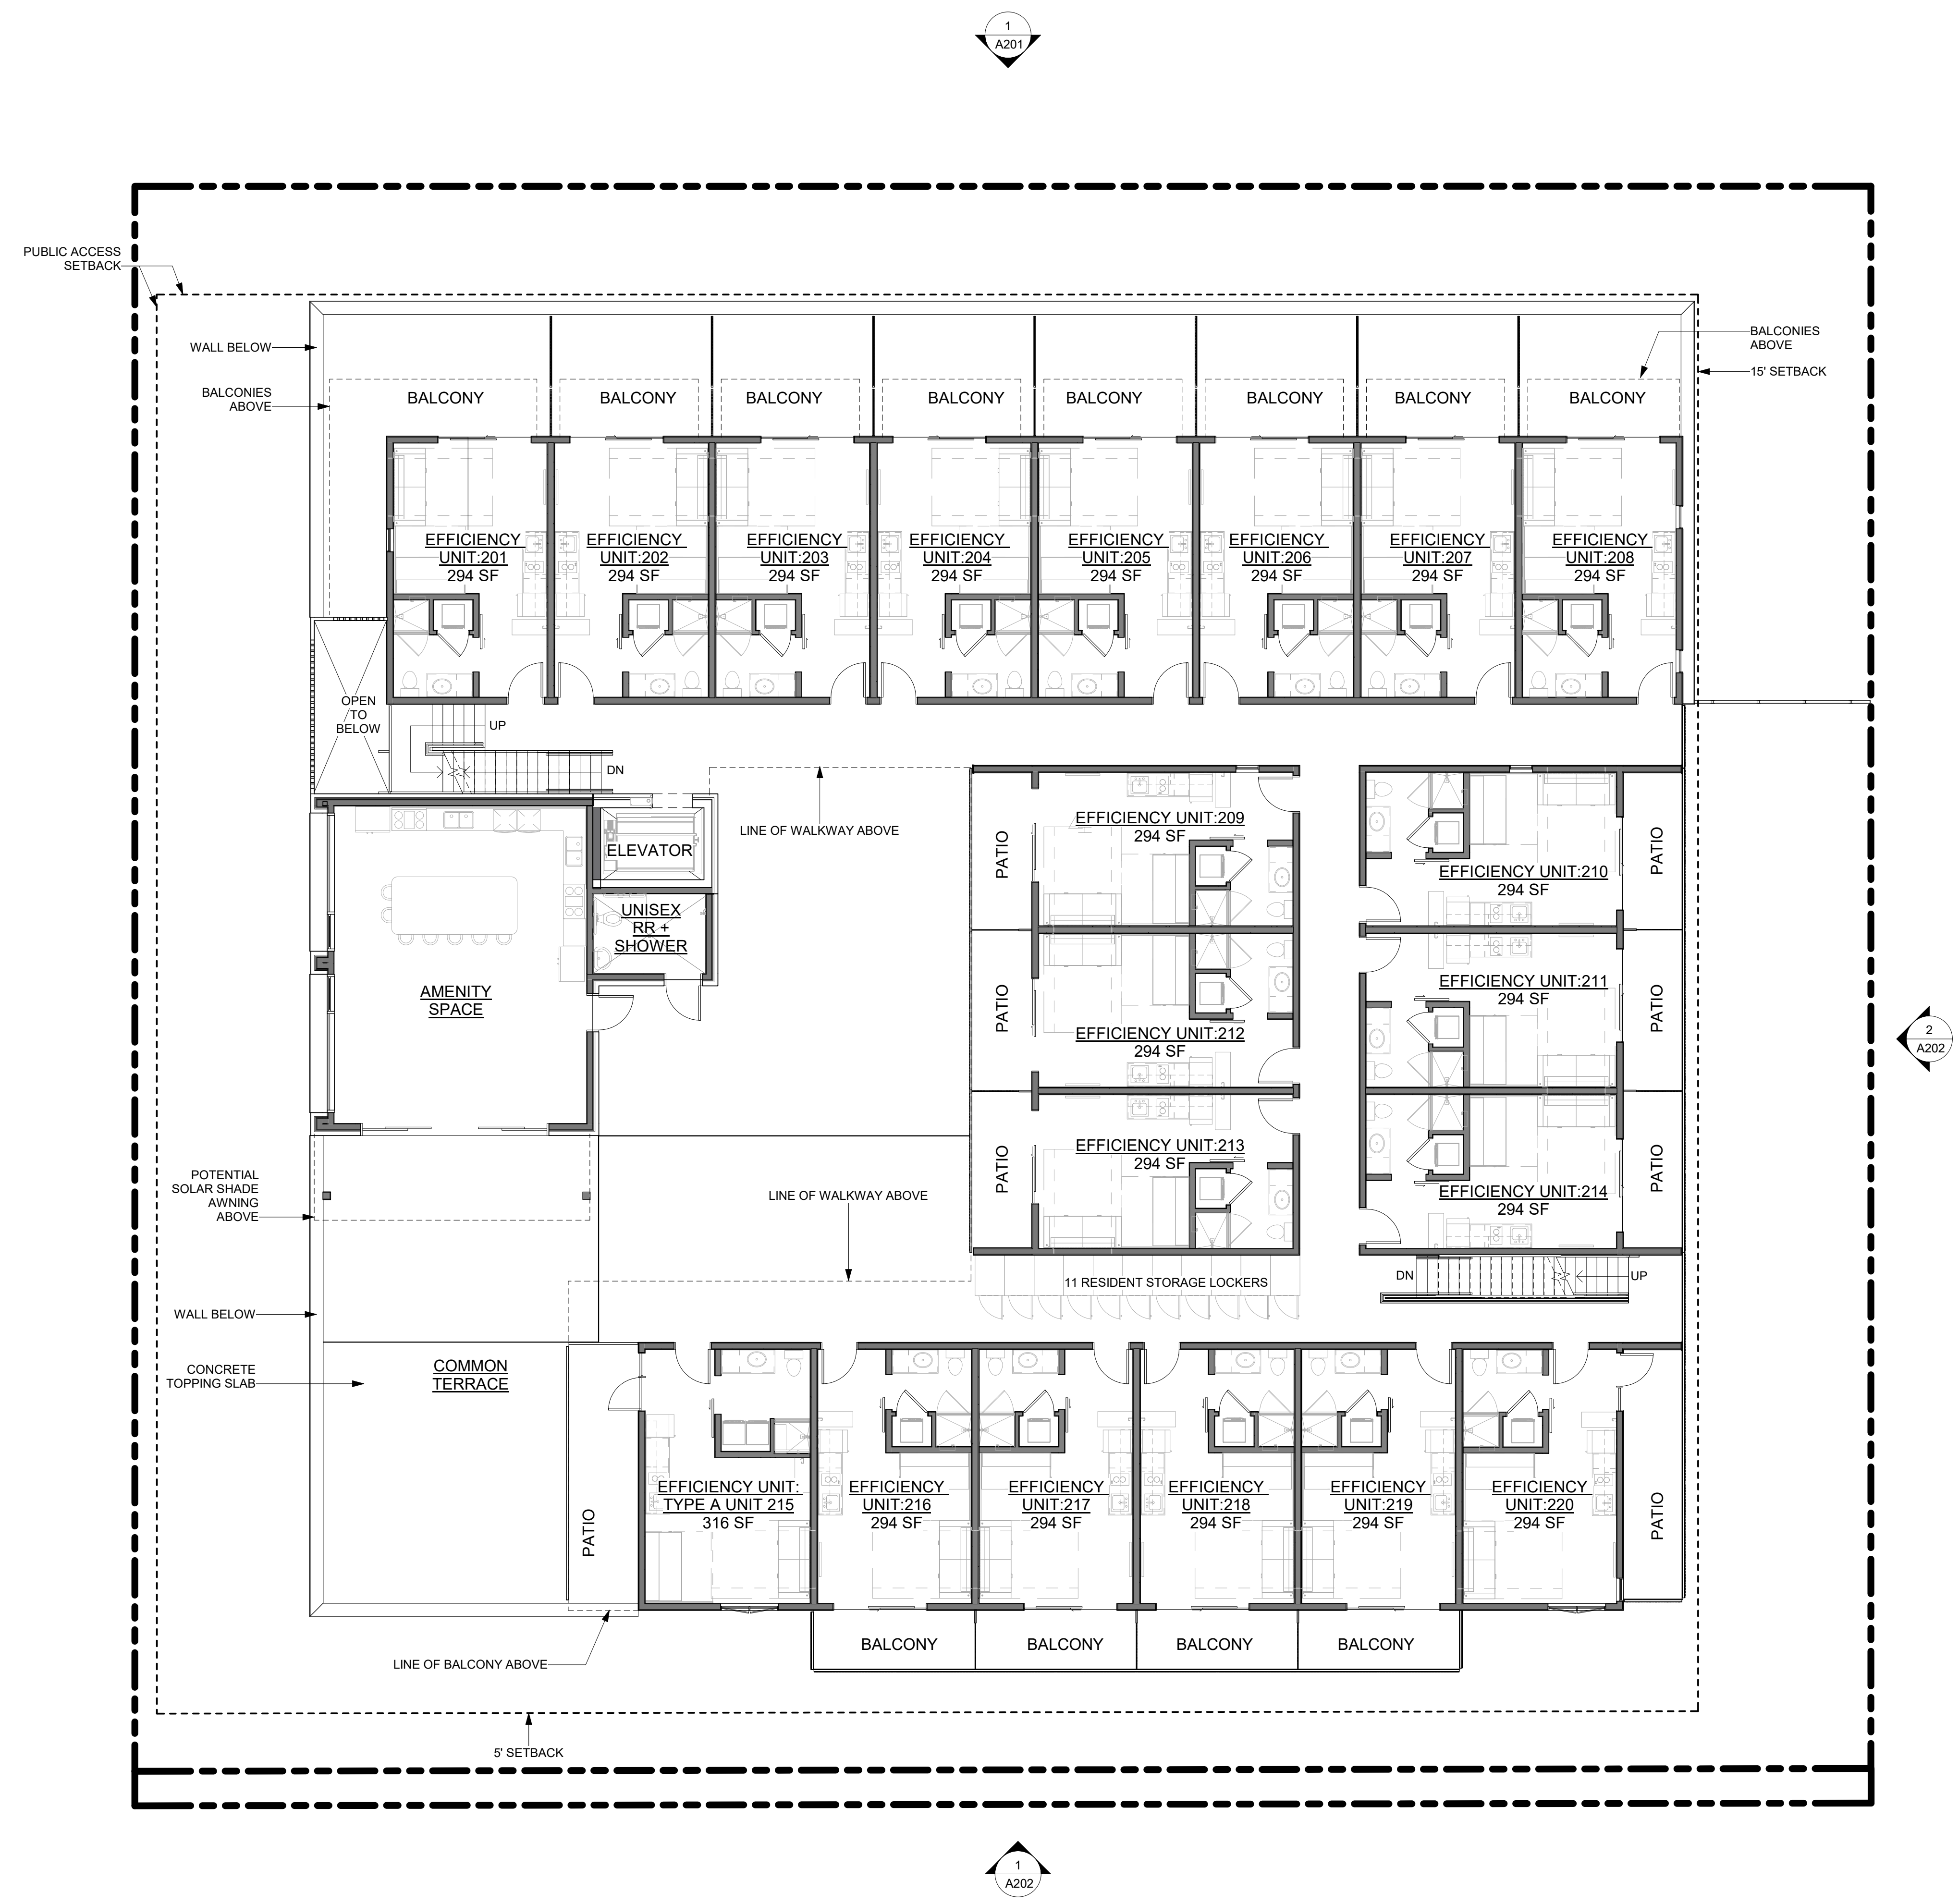 1
A201
PUBLIC ACCESS
SETBACK
WALL BELOW
BALCONIES
ABOVE
BALCONIES
ABOVE
15' SETBACK
BALCONY
BALCONY
BALCONY
BALCONY
BALCONY
BALCONY
BALCONY
BALCONY
EFFICIENCY
UNIT:201
294 SF
EFFICIENCY
UNIT:202
294 SF
EFFICIENCY
UNIT:203
294 SF
EFFICIENCY
UNIT:204
294 SF
EFFICIENCY
UNIT:205
294 SF
EFFICIENCY
UNIT:206
294 SF
EFFICIENCY
UNIT:207
294 SF
EFFICIENCY
UNIT:208
294 SF
OPEN
TO
BELOW
UP
DN
LINE OF WALKWAY ABOVE
ELEVATOR
UNISEX
RR +
SHOWER
AMENITY
SPACE
PATIO
EFFICIENCY UNIT:209
294 SF
EFFICIENCY UNIT:210
294 SF
PATIO
PATIO
EFFICIENCY UNIT:212
294 SF
EFFICIENCY UNIT:211
294 SF
PATIO
PATIO
EFFICIENCY UNIT:213
294 SF
EFFICIENCY UNIT:214
294 SF
PATIO
2
A202
POTENTIAL
SOLAR SHADE
AWNING
ABOVE
LINE OF WALKWAY ABOVE
11 RESIDENT STORAGE LOCKERS
DN
UP
WALL BELOW
CONCRETE
TOPPING SLAB
COMMON
TERRACE
PATIO
EFFICIENCY UNIT:
TYPE A UNIT 215
316 SF
EFFICIENCY
UNIT:216
294 SF
EFFICIENCY
UNIT:217
294 SF
EFFICIENCY
UNIT:218
294 SF
EFFICIENCY
UNIT:219
294 SF
EFFICIENCY
UNIT:220
294 SF
PATIO
BALCONY
BALCONY
BALCONY
BALCONY
LINE OF BALCONY ABOVE
5' SETBACK
1
A202